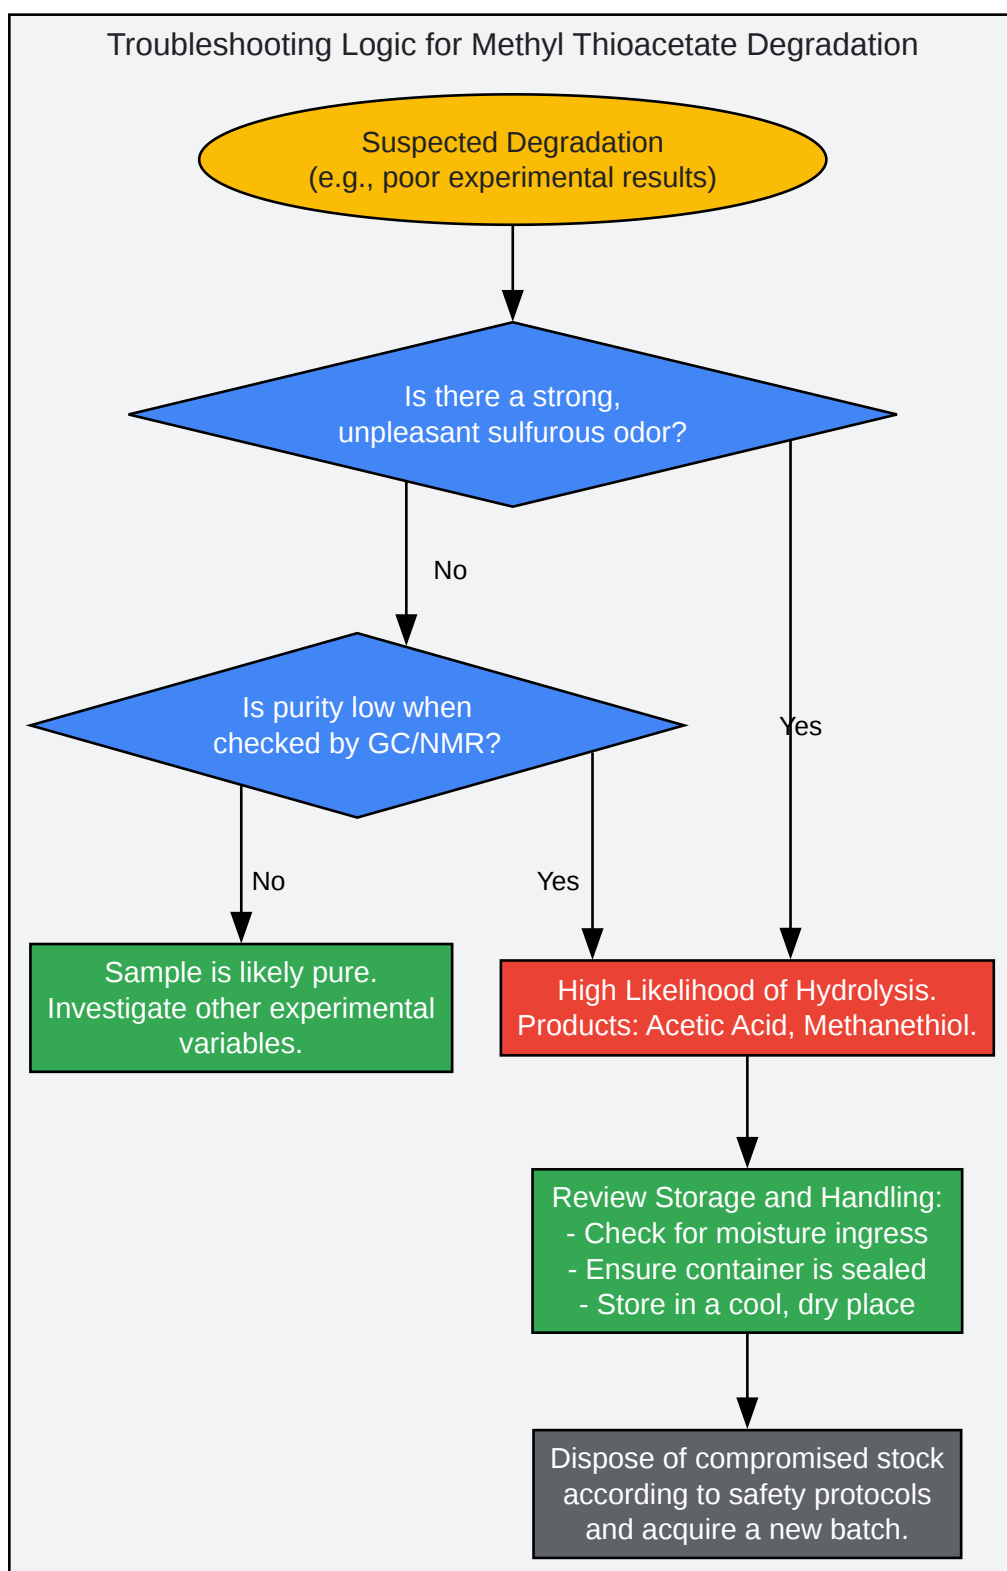 Troubleshooting Logic for Methyl Thioacetate Degradation
Suspected Degradation
(e.g., poor experimental results)
Is there a strong,
unpleasant sulfurous odor?
No
Is purity low when
checked by GC/NMR?
Yes
No
Yes
Sample is likely pure.
Investigate other experimental
variables.
High Likelihood of Hydrolysis.
Products: Acetic Acid, Methanethiol.
Review Storage and Handling:
- Check for moisture ingress
- Ensure container is sealed
- Store in a cool, dry place
Dispose of compromised stock
according to safety protocols
and acquire a new batch.